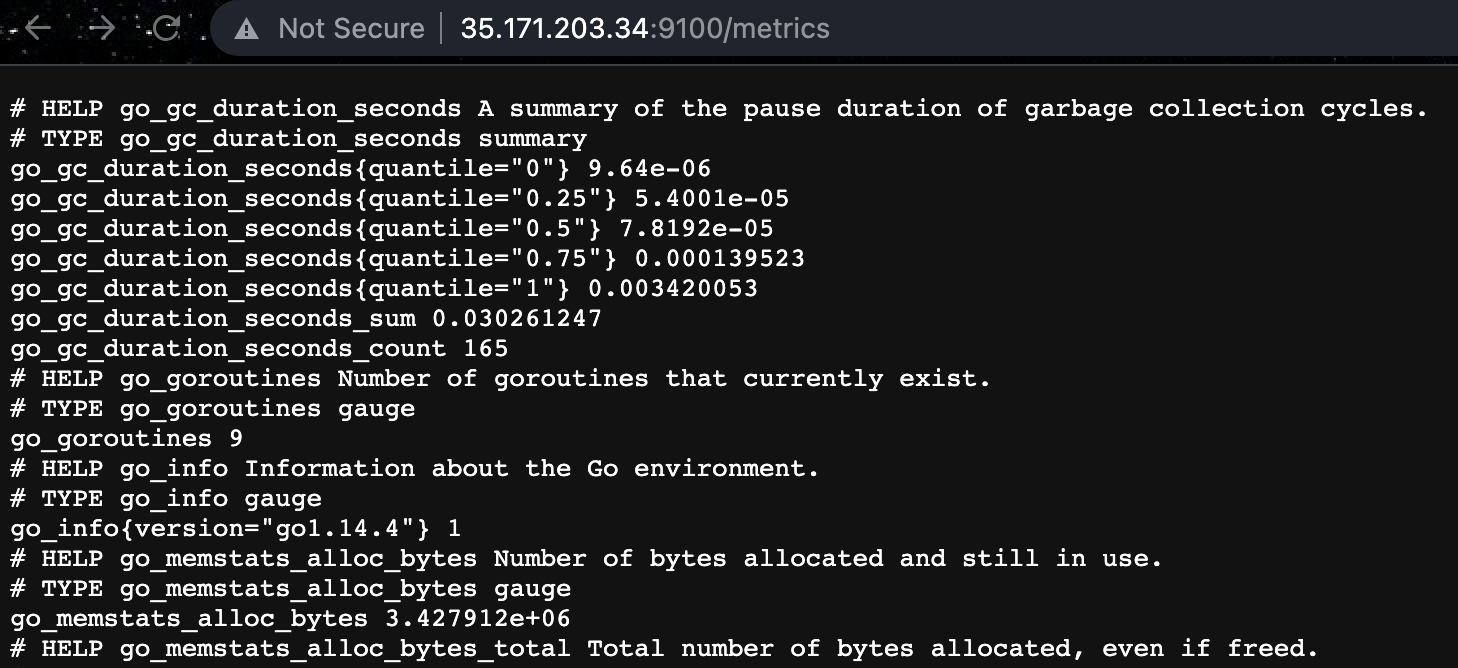 Not Secure 35.171.203.34:9100/metrics
# HELP go_gc_duration_seconds A summary of the pause duration of garbage collection cycles.
# TYPE go_gc_duration_seconds summary
go_gc_duration_seconds{quantile="0"} 9.64e-06
go_gc_duration_seconds{quantile="0.25"} 5.4001e-05
go_gc_duration_seconds{quantile="0.5"} 7.8192e-05
go_gc_duration_seconds{quantile="0.75"} 0.000139523
go_gc_duration_seconds{quantile="1"} 0.003420053
go_gc_duration_seconds_sum 0.030261247
go_gc_duration_seconds_count 165
# HELP go_goroutines Number of goroutines that currently exist.
# TYPE go_goroutines gauge
go_goroutines 9
# HELP go_info Information about the Go environment.
# TYPE go_info gauge
go_info{version="go1.14.4"} 1
# HELP go_memstats_alloc_bytes Number of bytes allocated and still in use.
# TYPE go_memstats_alloc_bytes gauge
go_memstats_alloc_bytes 3.427912e+06
# HELP go_memstats_alloc_bytes_total Total number of bytes allocated, even if freed.